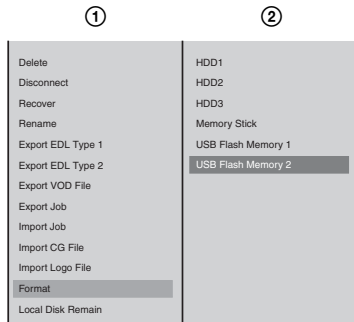 ① ②
Delete
Disconnect
Recover
Rename
Export EDL Type 1
Export EDL Type 2
Export VOD File
Export Job
Import Job
Import CG File
Import Logo File
Format
Local Disk Remain
HDD1
HDD2
HDD3
Memory Stick
USB Flash Memory 1
USB Flash Memory 2